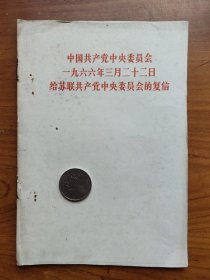 中国共产党中央委员会
一九六六年三月二十二日
给苏联共产党中央委员会的复信